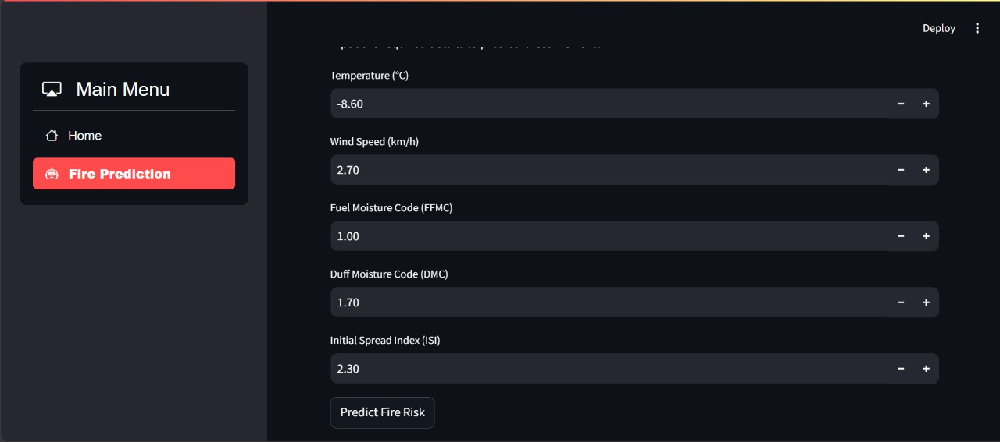 Deploy
Main Menu
Home
Fire Prediction
Temperature (°C)
-8.60
Wind Speed (km/h)
2.70
Fuel Moisture Code (FFMC)
1.00
Duff Moisture Code (DMC)
1.70
Initial Spread Index (ISI)
2.30
Predict Fire Risk